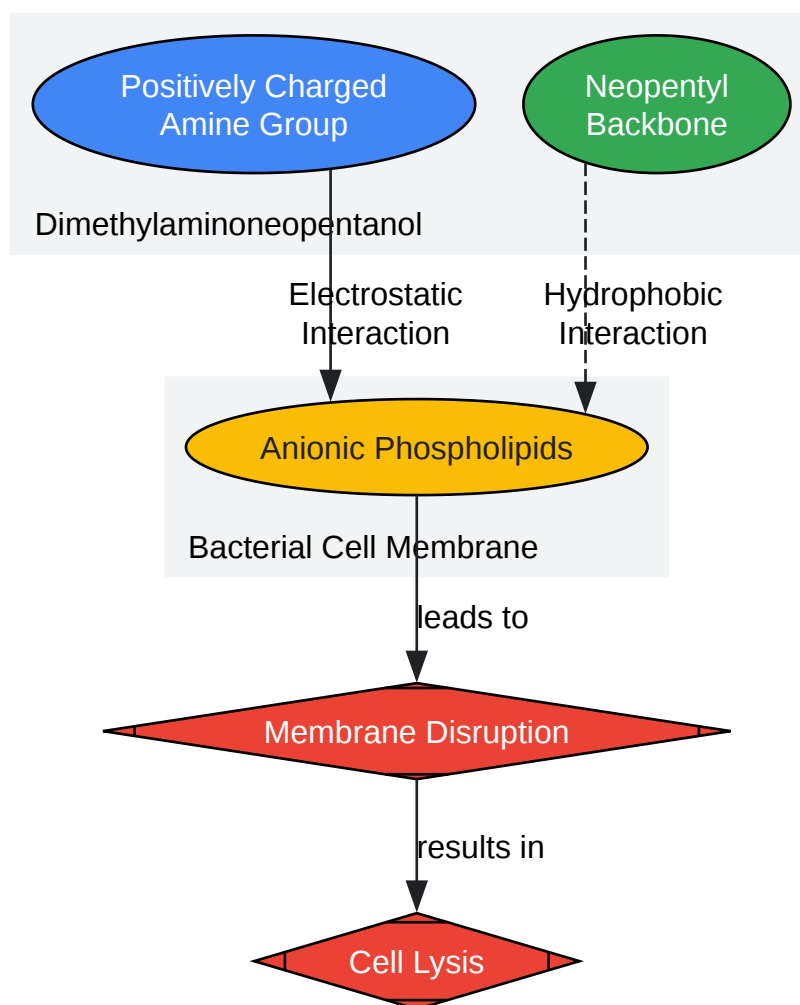 Positively Charged
Amine Group
Neopentyl
Backbone
Dimethylaminoneopentanol
Electrostatic
Interaction
Hydrophobic
Interaction
Anionic Phospholipids
Bacterial Cell Membrane
leads to
Membrane Disruption
results in
Cell Lysis